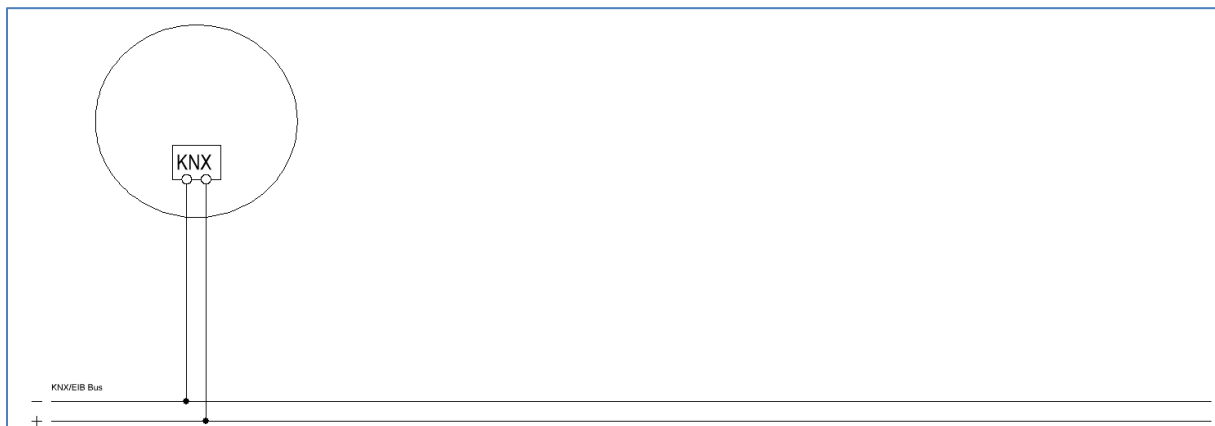 KNX
KNX/EIB Bus
−
+